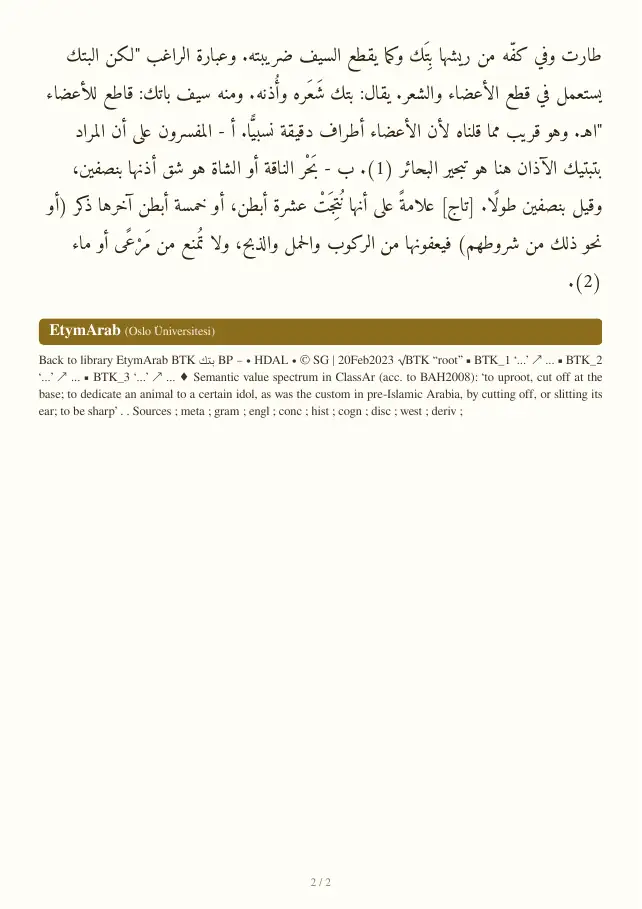 طارت وفي كفّه من ريشها بِتَك وكما يقطع السيف ضريبته. وعبارة الراغب "لكن البتك
يستعمل في قطع الأعضاء والشعر. يقال: بتك شَعَره وأُذنه. ومنه سيف باتك: قاطع للأعضاء
"اهـ. وهو قريب مما قلناه لأن الأعضاء أطراف دقيقة نسبيًّا. أ - المفسرون على أن المراد
بتبتيك الآذان هنا هو تبحير البحائر (1). ب - بَحْر الناقة أو الشاة هو شق أذنها بنصفين،
وقيل بنصفين طولًا. [تاج] علامةً على أنها نُتِجَتْ عشرة أبطن، أو خمسة أبطن آخرها ذكر (أو
نحو ذلك من شروطهم) فيعفونها من الركوب والحمل والذبح، ولا تُمنع من مَرْعًى أو ماء
(2).
EtymArab (Oslo Üniversitesi)
Back to library EtymArab BTK بتك BP – • HDAL • © SG | 20Feb2023 √BTK “root” ▪ BTK_1 ‘...’ ↗ ... ▪ BTK_2
‘...’ ↗ ... ▪ BTK_3 ‘...’ ↗ ... ♦ Semantic value spectrum in ClassAr (acc. to BAH2008): ‘to uproot, cut off at the
base; to dedicate an animal to a certain idol, as was the custom in pre-Islamic Arabia, by cutting off, or slitting its
ear; to be sharp’ . . Sources ; meta ; gram ; engl ; conc ; hist ; cogn ; disc ; west ; deriv ;
2 / 2